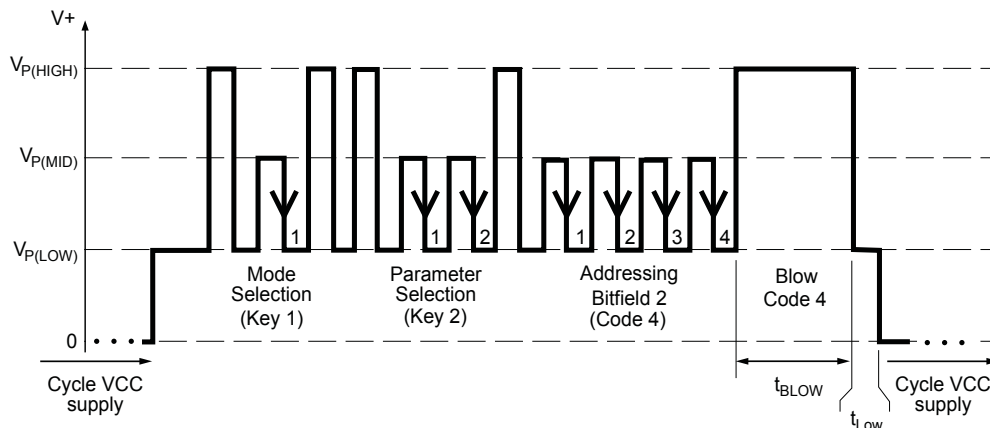 V+
VP(HIGH)
VP(MID)
VP(LOW)
0
1
1
2
1
2
3
4
Mode
Selection
(Key 1)
Parameter
Selection
(Key 2)
Addressing
Bitfield 2
(Code 4)
Blow
Code 4
Cycle VCC
supply
tBLOW
tLow
Cycle VCC
supply